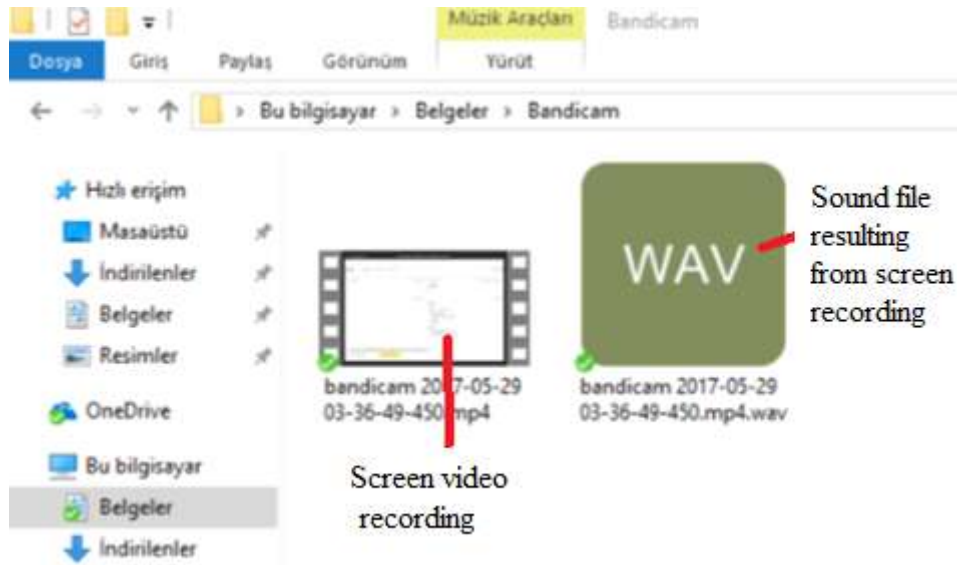 Müzik Araçları
Bandicam
Dosya
Giriş
Paylaş
Görünüm
Yürüt
Bu bilgisayar > Belgeler > Bandicam
Hızlı erişim
Masaüstü
İndirilenler
Belgeler
Resimler
OneDrive
Bu bilgisayar
Belgeler
İndirilenler
bandicam 2017-05-29
03-36-49-450.mp4
WAV
bandicam 2017-05-29
03-36-49-450.mp4.wav
Sound file
resulting
from screen
recording
Screen video
recording